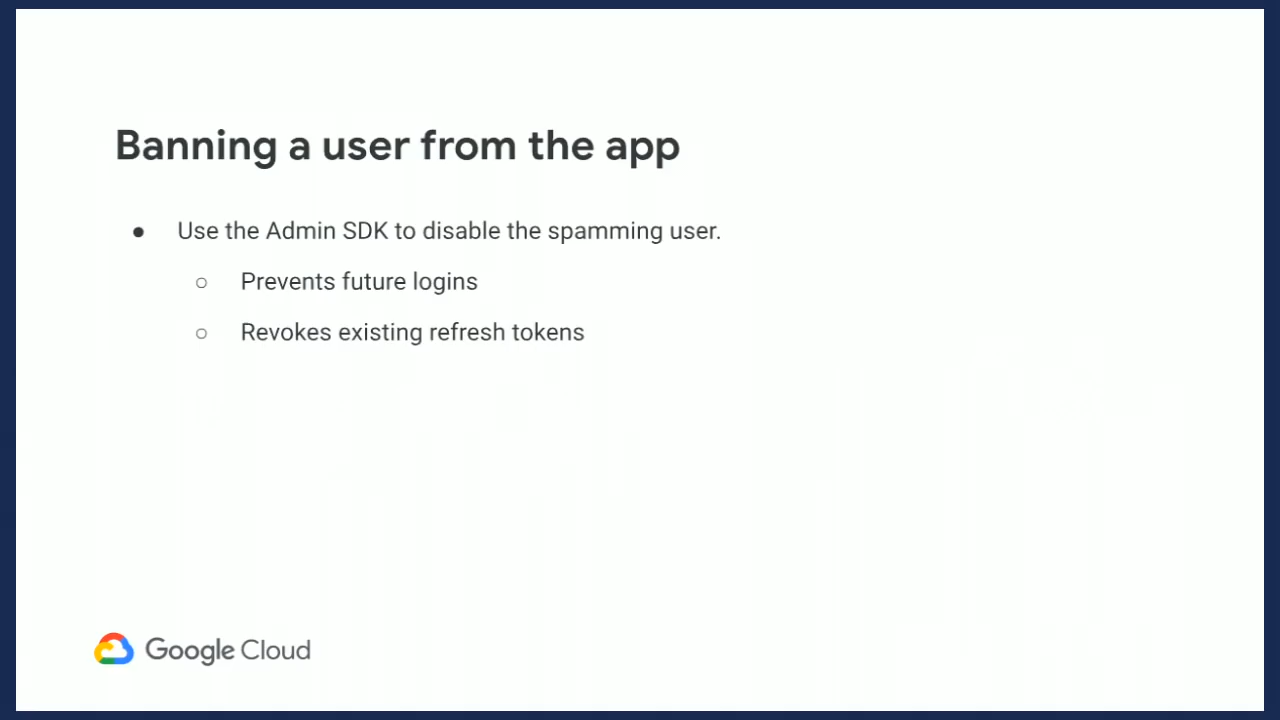 Banning a user from the app
● Use the Admin SDK to disable the spamming user.
○ Prevents future logins
○ Revokes existing refresh tokens
Google Cloud